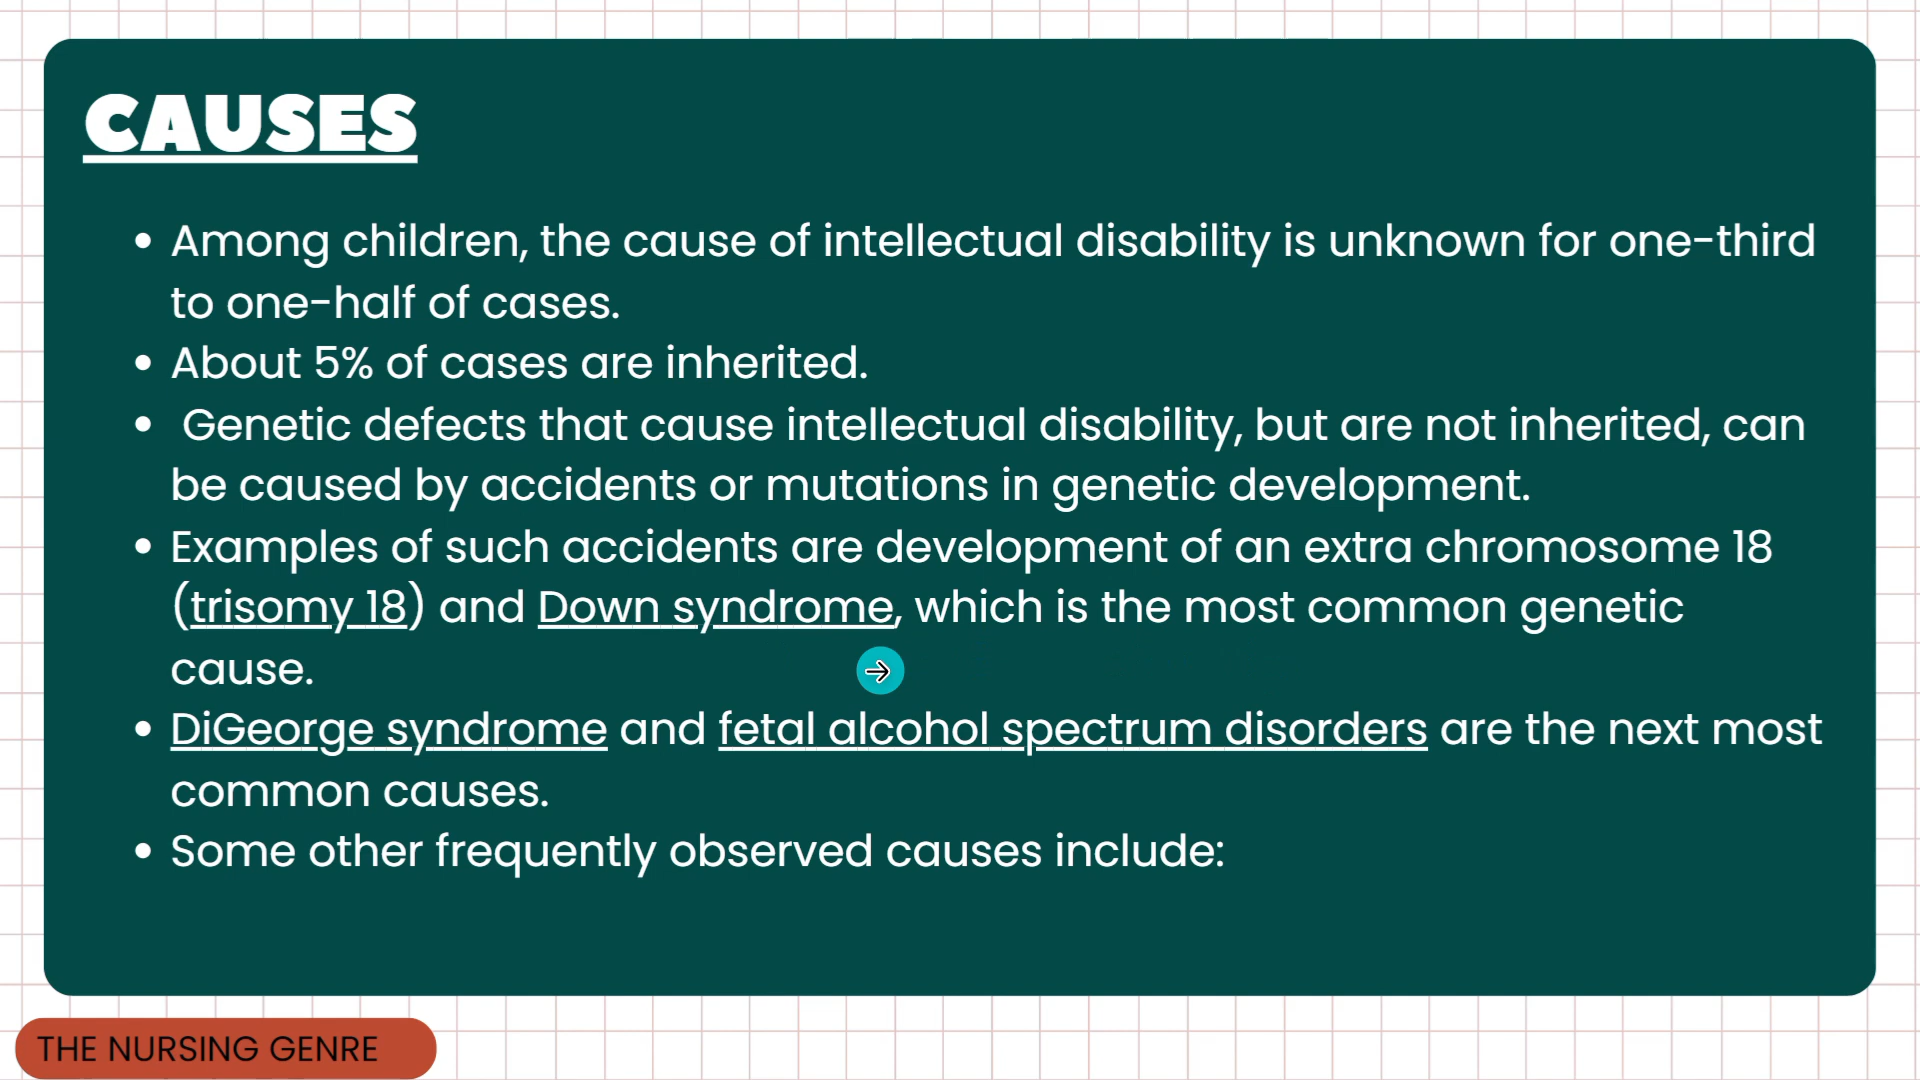 CAUSES
• Among children, the cause of intellectual disability is unknown for one-third
to one-half of cases.
• About 5% of cases are inherited.
• Genetic defects that cause intellectual disability, but are not inherited, can
be caused by accidents or mutations in genetic development.
• Examples of such accidents are development of an extra chromosome 18
(trisomy 18) and Down syndrome, which is the most common genetic
cause.
• DiGeorge syndrome and fetal alcohol spectrum disorders are the next most
common causes.
• Some other frequently observed causes include:
THE NURSING GENRE